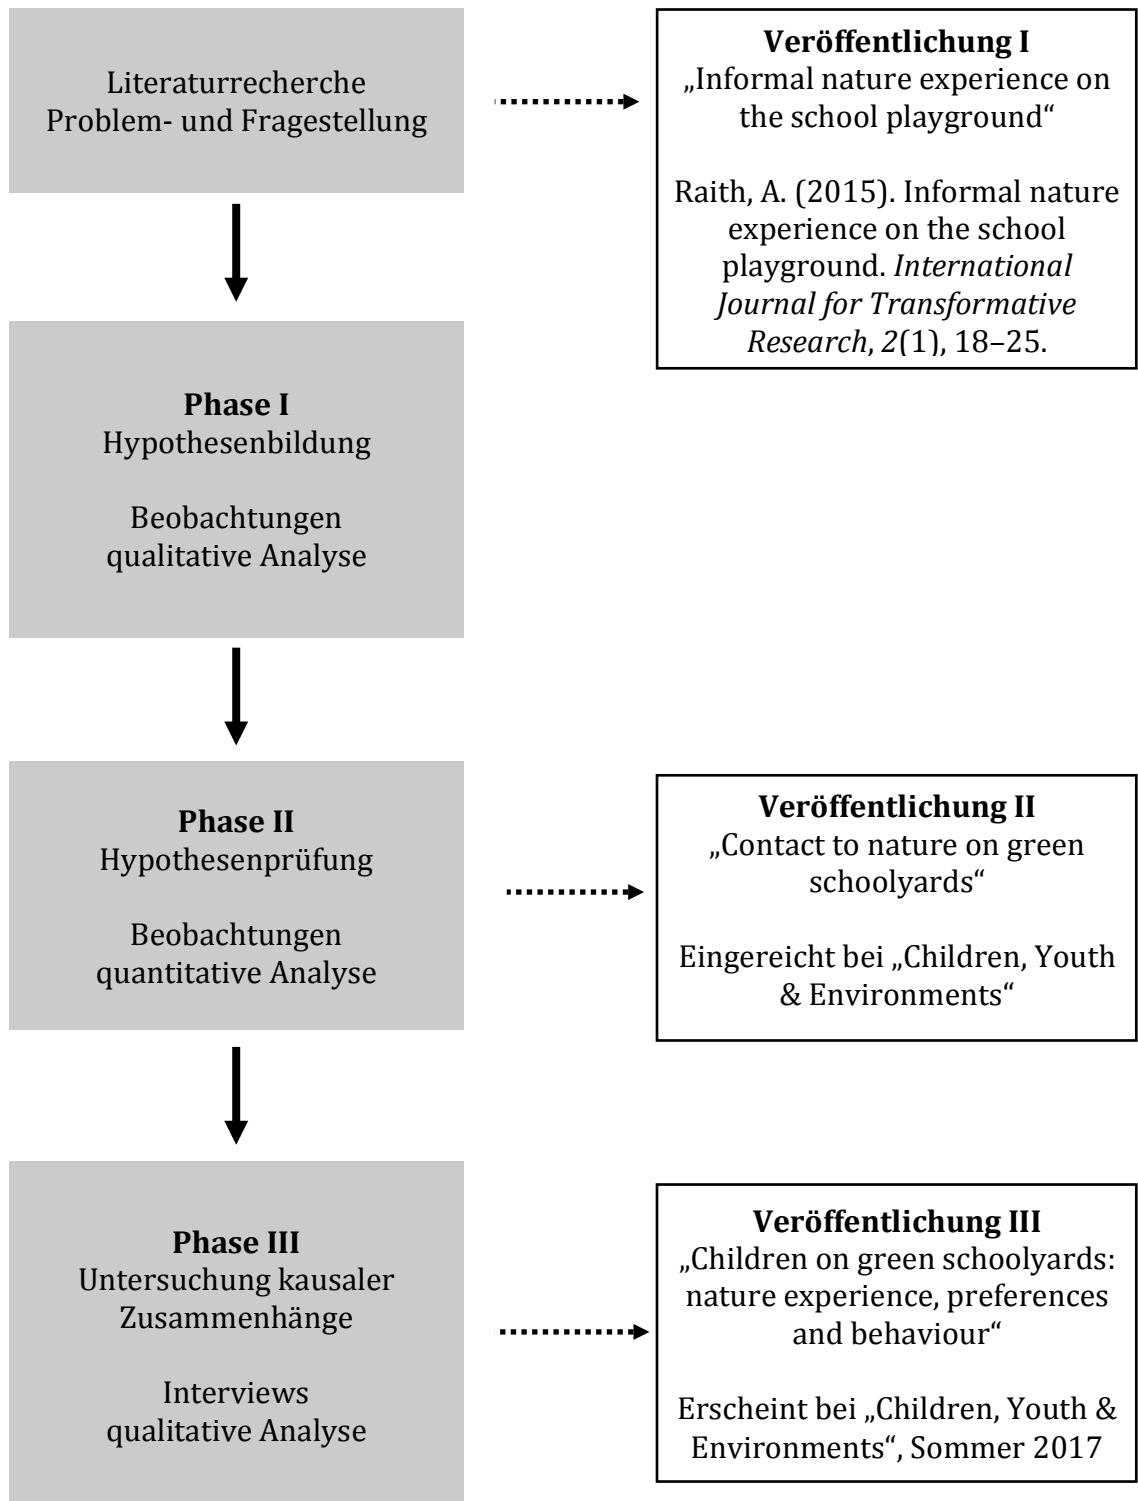 Literaturrecherche
Problem- und Fragestellung
Veröffentlichung I
„Informal nature experience on
the school playground“
Raith, A. (2015). Informal nature
experience on the school
playground. International
Journal for Transformative
Research, 2(1), 18–25.
Phase I
Hypothesenbildung
Beobachtungen
qualitative Analyse
Phase II
Hypothesenprüfung
Beobachtungen
quantitative Analyse
Veröffentlichung II
„Contact to nature on green
schoolyards“
Eingereicht bei „Children, Youth
& Environments“
Phase III
Untersuchung kausaler
Zusammenhänge
Interviews
qualitative Analyse
Veröffentlichung III
„Children on green schoolyards:
nature experience, preferences
and behaviour“
Erscheint bei „Children, Youth &
Environments“, Sommer 2017